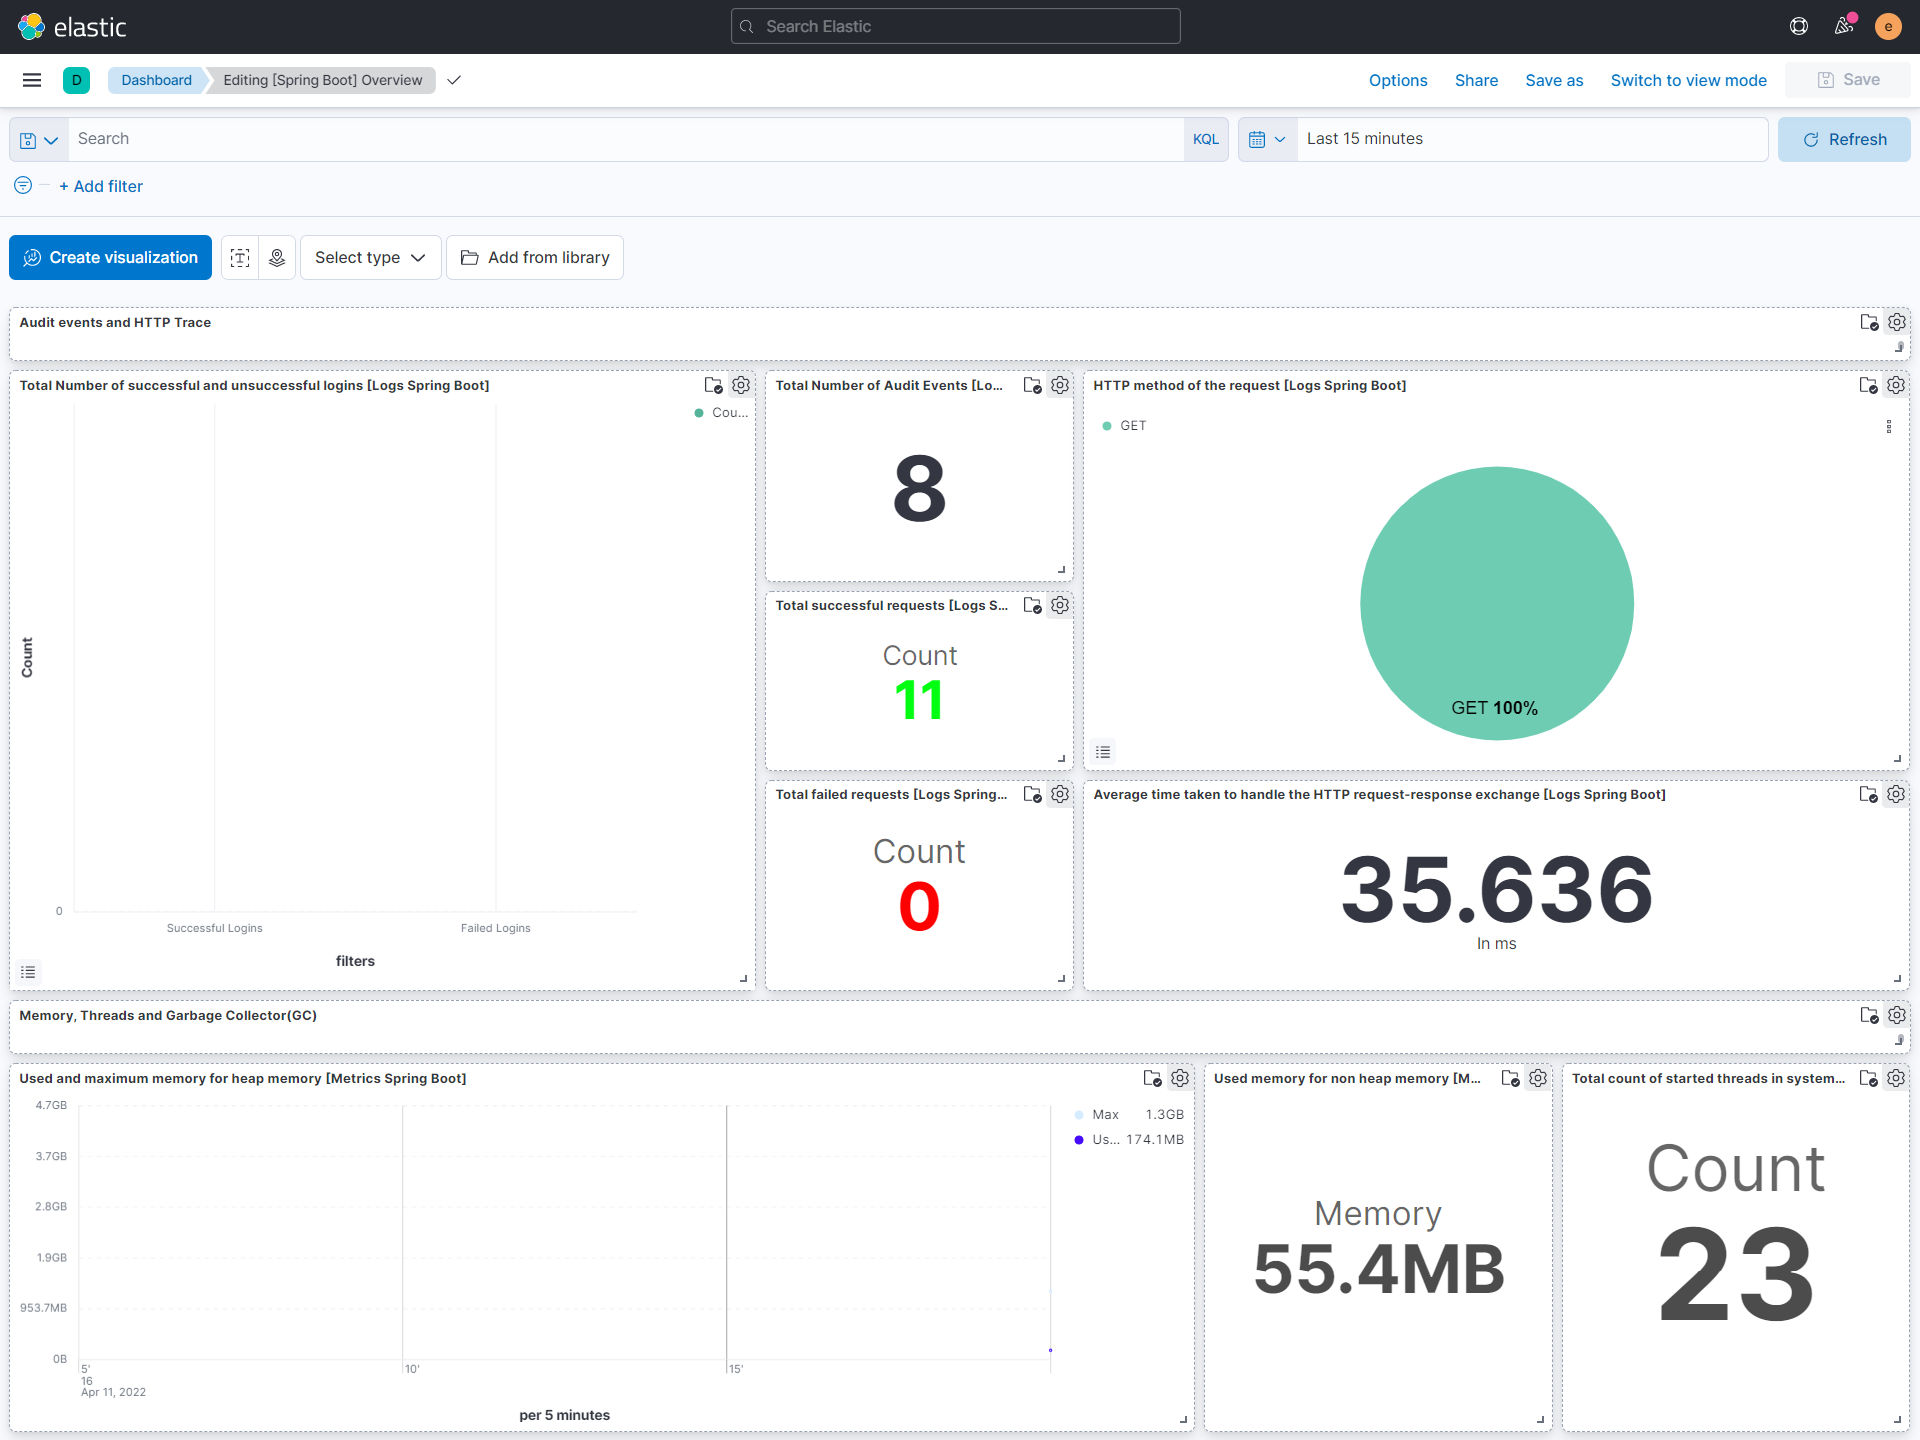 elastic
Search Elastic
e
D
Dashboard
Editing [Spring Boot] Overview
Options
Share
Save as
Switch to view mode
Save
Search
KQL
Last 15 minutes
Refresh
+ Add filter
Create visualization
Select type
Add from library
Audit events and HTTP Trace
Total Number of successful and unsuccessful logins [Logs Spring Boot]
Cou...
Count
0
Successful Logins
Failed Logins
filters
Total Number of Audit Events [Lo...
8
Total successful requests [Logs S...
Count
11
Total failed requests [Logs Spring...
Count
0
HTTP method of the request [Logs Spring Boot]
GET
GET 100%
Average time taken to handle the HTTP request-response exchange [Logs Spring Boot]
35.636
In ms
Memory, Threads and Garbage Collector(GC)
Used and maximum memory for heap memory [Metrics Spring Boot]
4.7GB
3.7GB
2.8GB
1.9GB
953.7MB
0B
5'
10'
15'
16
Apr 11, 2022
per 5 minutes
Max 1.3GB
Us... 174.1MB
Used memory for non heap memory [M...
Memory
55.4MB
Total count of started threads in system...
Count
23